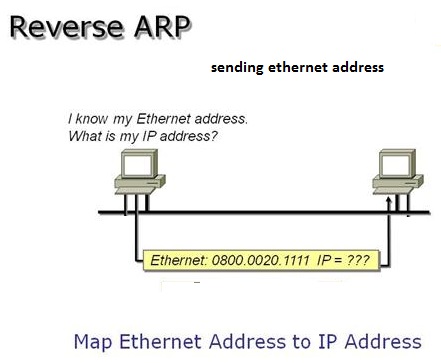 Reverse ARP
sending ethernet address
I know my Ethernet address.
What is my IP address?
Ethernet: 0800.0020.1111 IP = ???
Map Ethernet Address to IP Address